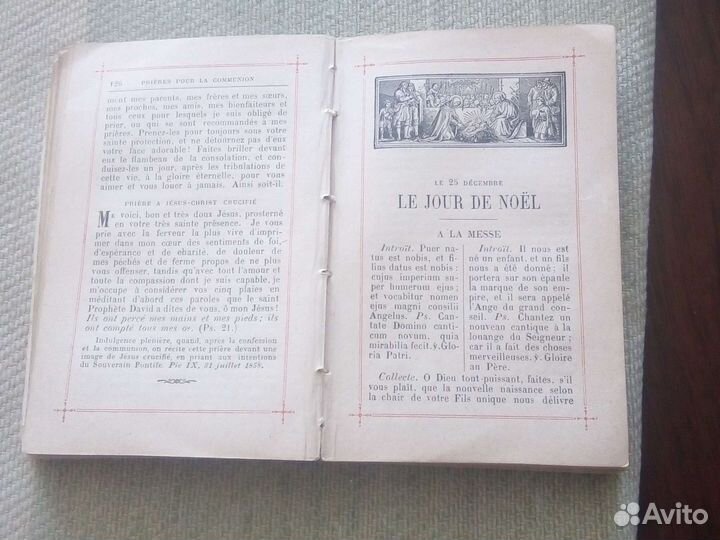 126 PRIÈRES POUR LA COMMUNION
ment mes parents, mes frères et mes sœurs,
mes proches, mes amis, mes bienfaiteurs et
tous ceux pour lesquels je suis obligé de
prier, ou qui se sont recommandés à mes
prières. Prenez-les pour toujours sous votre
sainte protection, et ne détournez pas d'eux
votre face adorable! Faites briller devant
eux le flambeau de la consolation, et con-
duisez-les un jour, après les tribulations de
cette vie, à la gloire éternelle, pour vous
aimer et vous louer à jamais. Ainsi soit-il.
PRIÈRE A JÉSUS-CHRIST CRUCIFIÉ
Me voici, bon et très doux Jésus, prosterné
en votre sainte présence. Je vous
prie avec la ferveur la plus vive d'impri-
mer dans mon cœur des sentiments de foi,
d'espérance et de charité, de douleur de
mes péchés et de ferme propos de ne plus
vous offenser, tandis qu'avec tout l'amour et
toute la compassion dont je suis capable, je
m'occupe à considérer vos cinq plaies en
méditant d'abord ces paroles que le saint
Prophète David a dites de vous, ô mon Jésus!
Ils ont percé mes mains et mes pieds; ils
ont compté tous mes os. (Ps. 21.)
Indulgence plenière, quand, après la confession
et la communion, on récite cette prière devant une
image de Jésus crucifié, en priant aux intentions
du Souverain Pontife. Pie IX, 31 juillet 1858.
LE 25 DÉCEMBRE
LE JOUR DE NOËL
A LA MESSE
Introït. Puer na-
tus est nobis, et fi-
lius datus est nobis:
cujus imperium super
humerum ejus;
et vocabitur nomen
ejus magni consilii
Angelus. Ps. Can-
tate Domino canti-
cum novum, quia
mirabilia fecit. ℣. Glo-
ria Patri.
Introït. Il nous est
né un enfant, et un fils
nous a été donné; il
portera sur son épaule
la marque de son em-
pire, et il sera appelé
l'Ange du grand con-
seil. Ps. Chantez un
nouveau cantique à la
louange du Seigneur;
car il a fait des choses
merveilleuses. ℣. Gloire
au Père.
Collecte. O Dieu tout-puissant, faites, s'il
vous plaît, que la nouvelle naissance selon
la chair de votre Fils unique nous délivre
Avito